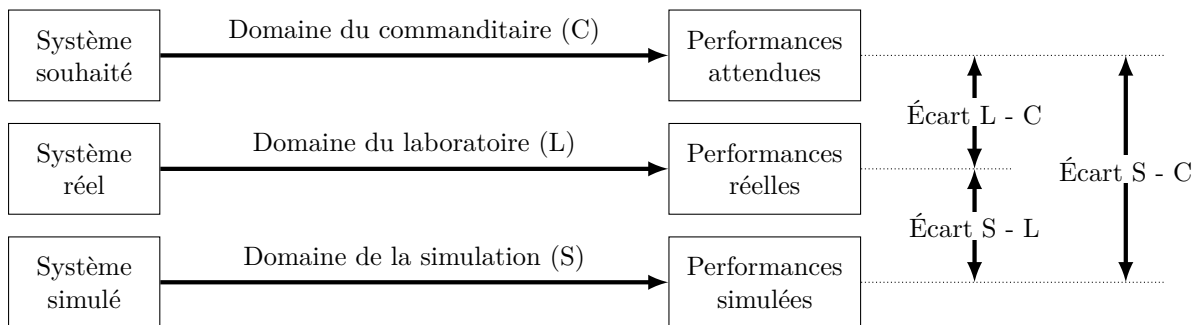 Système
souhaité
Domaine du commanditaire (C)
Performances
attendues
Système
réel
Domaine du laboratoire (L)
Performances
réelles
Système
simulé
Domaine de la simulation (S)
Performances
simulées
Écart L - C
Écart S - L
Écart S - C